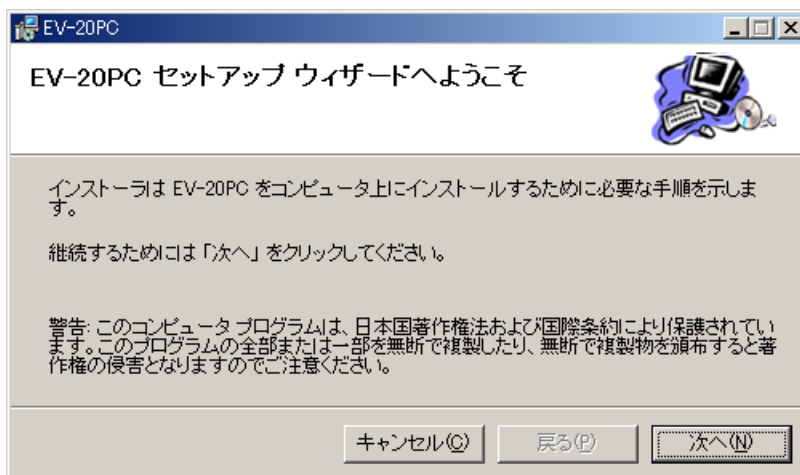 EV-20PC
EV-20PC セットアップ ウィザードへようこそ
インストーラは EV-20PC をコンピュータ上にインストールするために必要な手順を示しま
す。
継続するためには「次へ」をクリックしてください。
警告: このコンピュータ プログラムは、日本国著作権法および国際条約により保護されてい
ます。このプログラムの全部または一部を無断で複製したり、無断で複製物を頒布すると著
作権の侵害となりますのでご注意ください。
キャンセル(C)
戻る(P)
次へ(N)